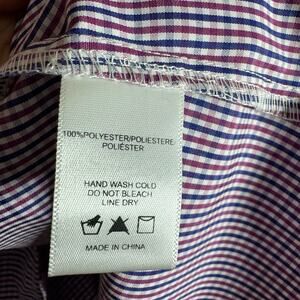 100%POLYESTER/POLIESTERE
POLIÉSTER
HAND WASH COLD
DO NOT BLEACH
LINE DRY
MADE IN CHINA